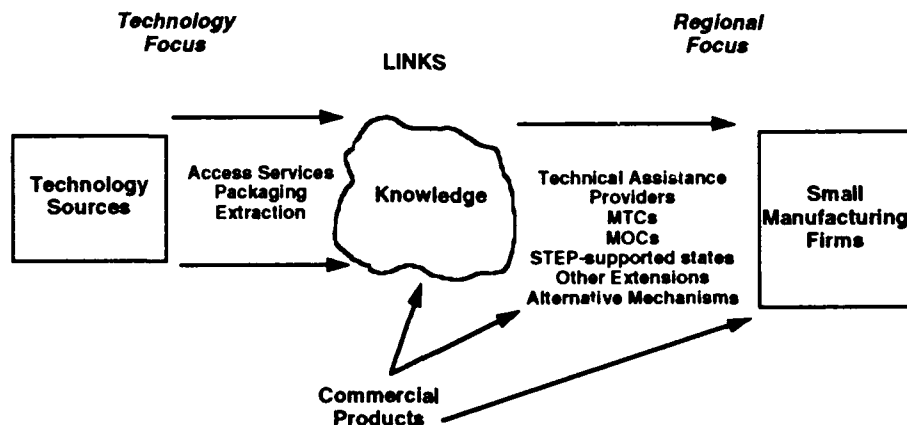 Technology
Focus
LINKS
Regional
Focus
Technology
Sources
Access Services
Packaging
Extraction
Knowledge
Technical Assistance
Providers
MTCs
MOCs
STEP-supported states
Other Extensions
Alternative Mechanisms
Small
Manufacturing
Firms
Commercial
Products